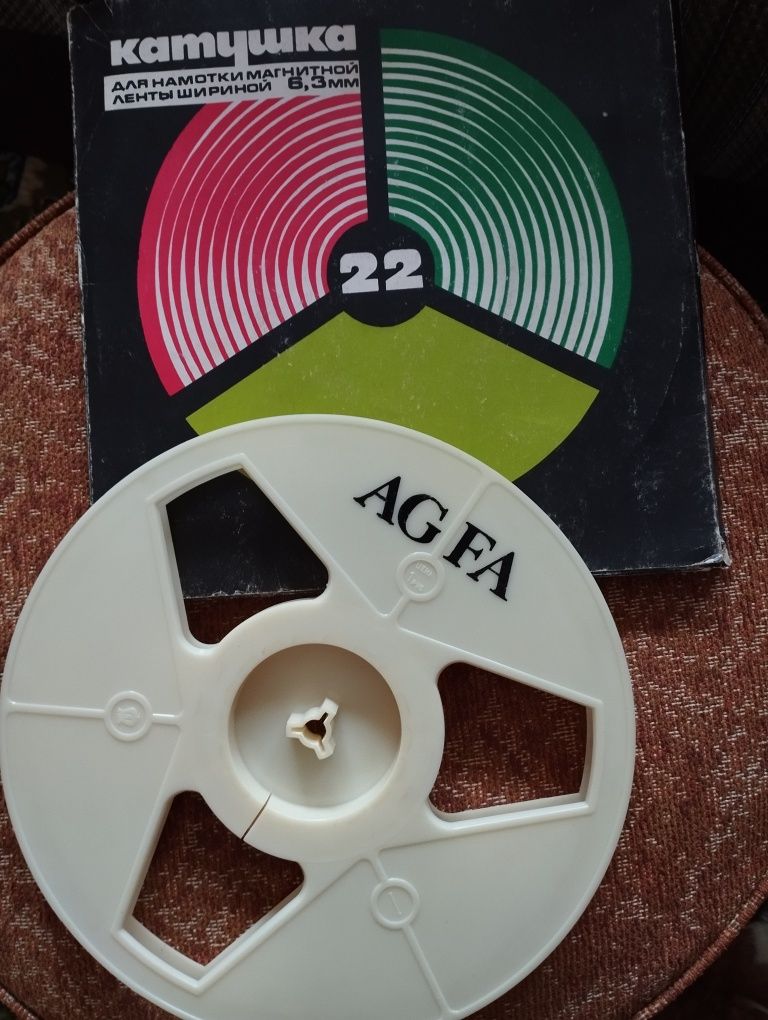 катушка
ДЛЯ НАМОТКИ МАГНИТНОЙ
ЛЕНТЫ ШИРИНОЙ 6,3мм
22
AGFA